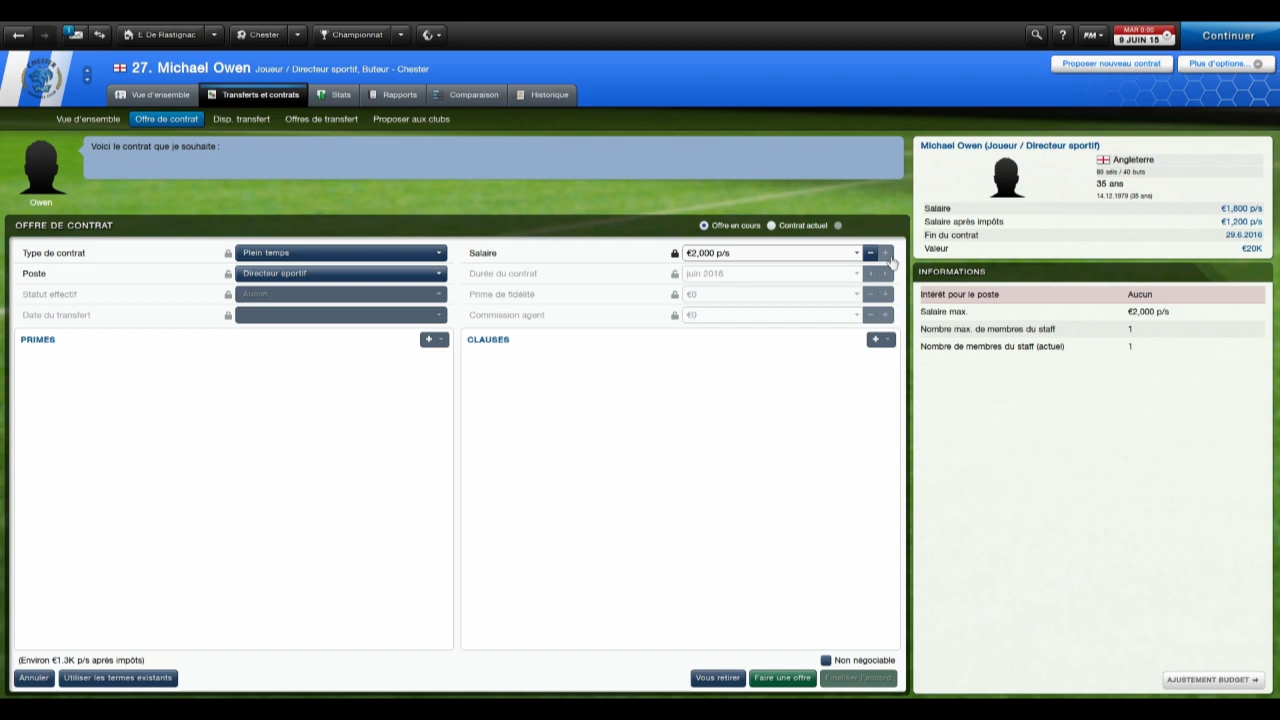 1
E. De Rastignac
Chester
Championnat
?
FM
MAR 0:00
9 JUIN 15
Continuer
CHESTER
27. Michael Owen Joueur / Directeur sportif, Buteur - Chester
Proposer nouveau contrat
Plus d'options...
Vue d'ensemble
Transferts et contrats
Stats
Rapports
Comparaison
Historique
Vue d'ensemble
Offre de contrat
Disp. transfert
Offres de transfert
Proposer aux clubs
Voici le contrat que je souhaite :
Owen
Michael Owen (Joueur / Directeur sportif)
Angleterre
89 séls / 40 buts
35 ans
14.12.1979 (35 ans)
Salaire €1,800 p/s
Salaire après impôts €1,200 p/s
Fin du contrat 29.6.2016
Valeur €20K
OFFRE DE CONTRAT
Offre en cours
Contrat actuel
Type de contrat Plein temps
Salaire €2,000 p/s
Poste Directeur sportif
Durée du contrat juin 2016
Statut effectif Aucun
Prime de fidélité €0
Date du transfert
Commission agent €0
PRIMES
CLAUSES
INFORMATIONS
Intérêt pour le poste Aucun
Salaire max. €2,000 p/s
Nombre max. de membres du staff 1
Nombre de membres du staff (actuel) 1
(Environ €1.3K p/s après impôts)
Non négociable
Annuler
Utiliser les termes existants
Vous retirer
Faire une offre
Finaliser l'accord
AJUSTEMENT BUDGET